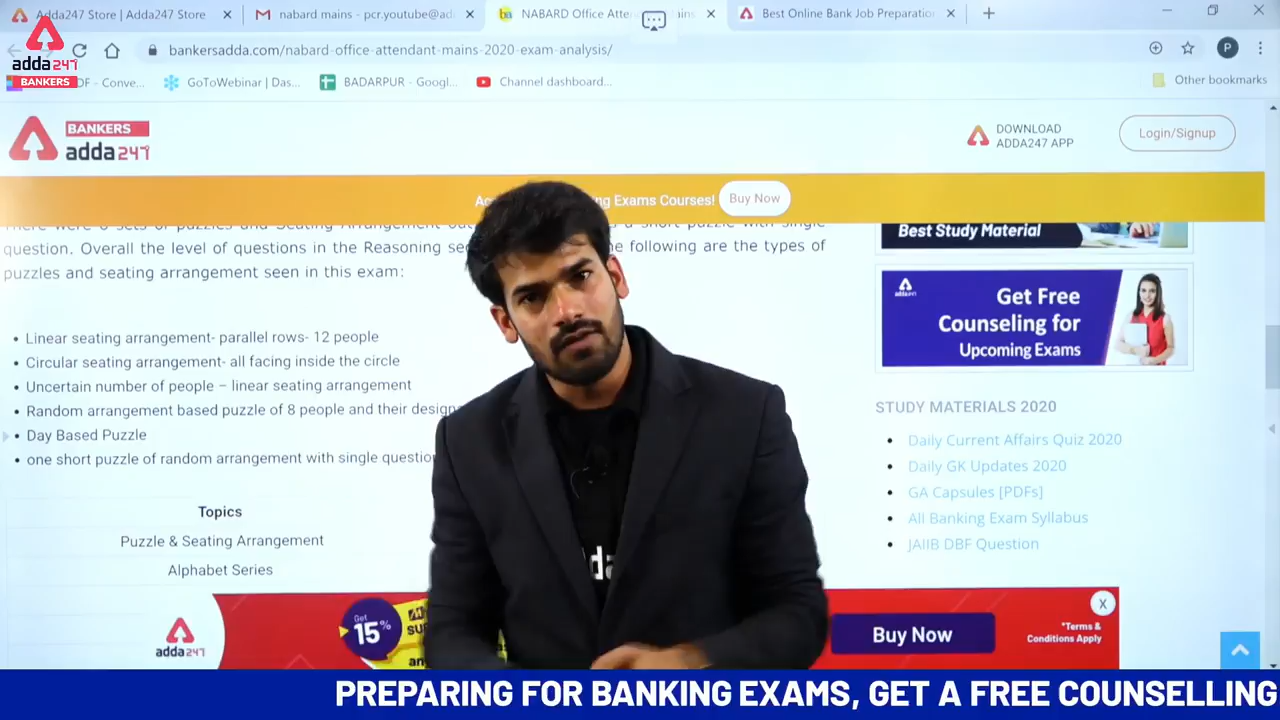 Adda247 Store | Adda247 Store
nabard mains - pcr.youtube@ad
NABARD Office Atte
ins
Best Online Bank Job Preparatio
bankersadda.com/nabard-office-attendant-mains-2020-exam-analysis/
P
adda247
BANKERS
DF - Conve...
GoToWebinar | Das...
BADARPUR - Googl...
Channel dashboard...
Other bookmarks
BANKERS
adda247
DOWNLOAD
ADDA247 APP
Login/Signup
ng Exams Courses!
Buy Now
question. Overall the level of questions in the Reasoning se
e following are the types of
puzzles and seating arrangement seen in this exam:
• Linear seating arrangement- parallel rows- 12 people
• Circular seating arrangement- all facing inside the circle
• Uncertain number of people – linear seating arrangement
• Random arrangement based puzzle of 8 people and their design
• Day Based Puzzle
• one short puzzle of random arrangement with single questio
Topics
Puzzle & Seating Arrangement
Alphabet Series
Best Study Material
adda247
Get Free
Counseling for
Upcoming Exams
STUDY MATERIALS 2020
• Daily Current Affairs Quiz 2020
• Daily GK Updates 2020
• GA Capsules [PDFs]
• All Banking Exam Syllabus
• JAIIB DBF Question
adda247
Get
15%
Buy Now
*Terms &
Conditions Apply
X
da
PREPARING FOR BANKING EXAMS, GET A FREE COUNSELLING